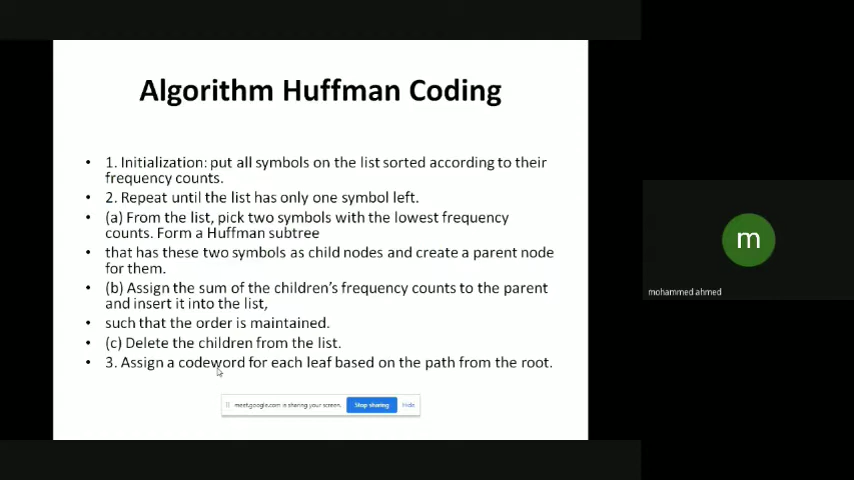 Algorithm Huffman Coding
• 1. Initialization: put all symbols on the list sorted according to their
frequency counts.
• 2. Repeat until the list has only one symbol left.
• (a) From the list, pick two symbols with the lowest frequency
counts. Form a Huffman subtree
• that has these two symbols as child nodes and create a parent node
for them.
• (b) Assign the sum of the children's frequency counts to the parent
and insert it into the list,
• such that the order is maintained.
• (c) Delete the children from the list.
• 3. Assign a codeword for each leaf based on the path from the root.
meet.google.com is sharing your screen. Stop sharing Hide
m
mohammed ahmed